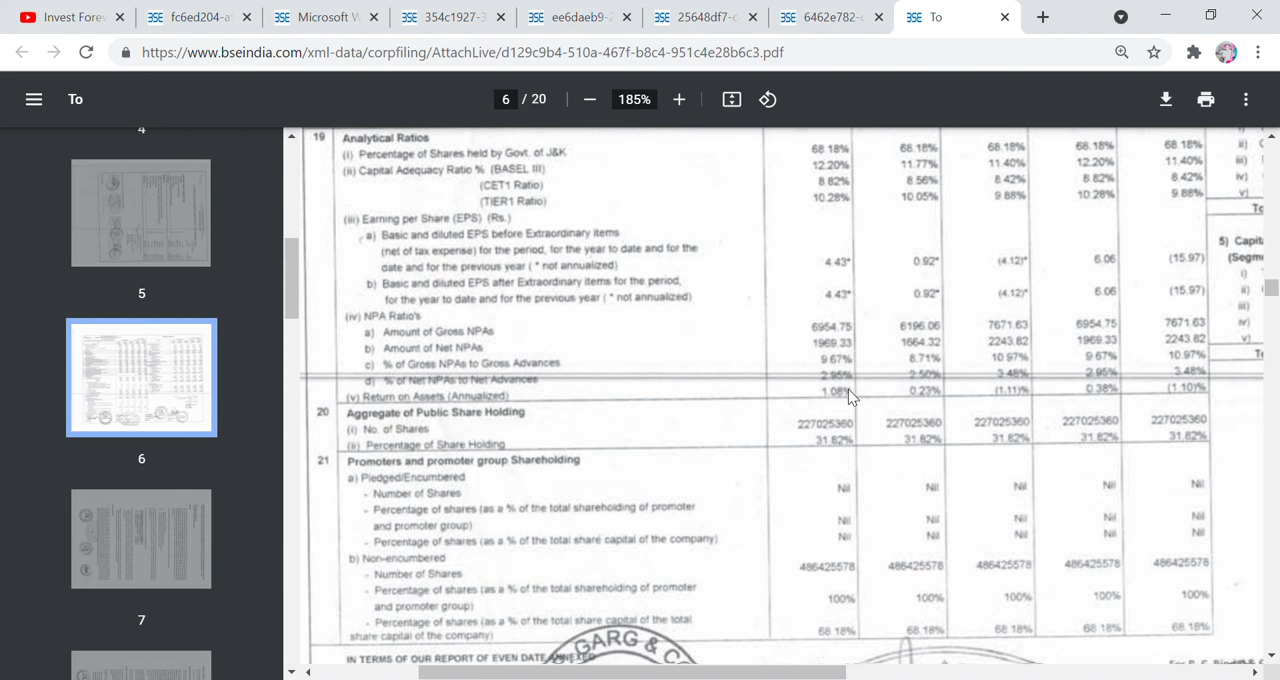 Invest Forev
fc6ed204-a9
Microsoft W
354c1927-3
ee6daeb9-2
25648df7-c
6462e782-c
To
https://www.bseindia.com/xml-data/corpfiling/AttachLive/d129c9b4-510a-467f-b8c4-951c4e28b6c3.pdf
To
6 / 20
185%
4
5
6
7
19 Analytical Ratios
(i) Percentage of Shares held by Govt. of J&K 68.18% 68.18% 68.18% 68.18% 68.18%
(ii) Capital Adequacy Ratio % (BASEL III) 12.20% 11.77% 11.40% 12.20% 11.40%
(CET1 Ratio) 8.82% 8.56% 8.42% 8.82% 8.42%
(TIER1 Ratio) 10.28% 10.05% 9.88% 10.28% 9.88%
(iii) Earning per Share (EPS) (Rs.)
a) Basic and diluted EPS before Extraordinary items
(net of tax expense) for the period, for the year to date and for the
date and for the previous year ( * not annualized) 4.43* 0.92* (4.12)* 6.06 (15.97)
b) Basic and diluted EPS after Extraordinary items for the period,
for the year to date and for the previous year ( * not annualized) 4.43* 0.92* (4.12)* 6.06 (15.97)
(iv) NPA Ratio's
a) Amount of Gross NPAs 6954.75 6196.06 7671.63 6954.75 7671.63
b) Amount of Net NPAs 1969.33 1664.32 2243.82 1969.33 2243.82
c) % of Gross NPAs to Gross Advances 9.67% 8.71% 10.97% 9.67% 10.97%
d) % of Net NPAs to Net Advances 2.95% 2.50% 3.48% 2.95% 3.48%
(v) Return on Assets (Annualized) 1.08% 0.23% (1.11)% 0.38% (1.10)%
20 Aggregate of Public Share Holding
(i) No. of Shares 227025360 227025360 227025360 227025360 227025360
(ii) Percentage of Share Holding 31.82% 31.82% 31.82% 31.82% 31.82%
21 Promoters and promoter group Shareholding
a) Pledged/Encumbered
- Number of Shares Nil Nil Nil Nil Nil
- Percentage of shares (as a % of the total shareholding of promoter
and promoter group) Nil Nil Nil Nil Nil
- Percentage of shares (as a % of the total share capital of the company) Nil Nil Nil Nil Nil
b) Non-encumbered
- Number of Shares 486425578 486425578 486425578 486425578 486425578
- Percentage of shares (as a % of the total shareholding of promoter
and promoter group) 100% 100% 100% 100% 100%
- Percentage of shares (as a % of the total share capital of the total
share capital of the company) 68.18% 68.18% 68.18% 68.18% 68.18%
IN TERMS OF OUR REPORT OF EVEN DATE ANNEXED
GARG & CO
ii)
iii)
iv)
v)
5) Capita
(Segm
i)
ii)
iii)
iv)
v)